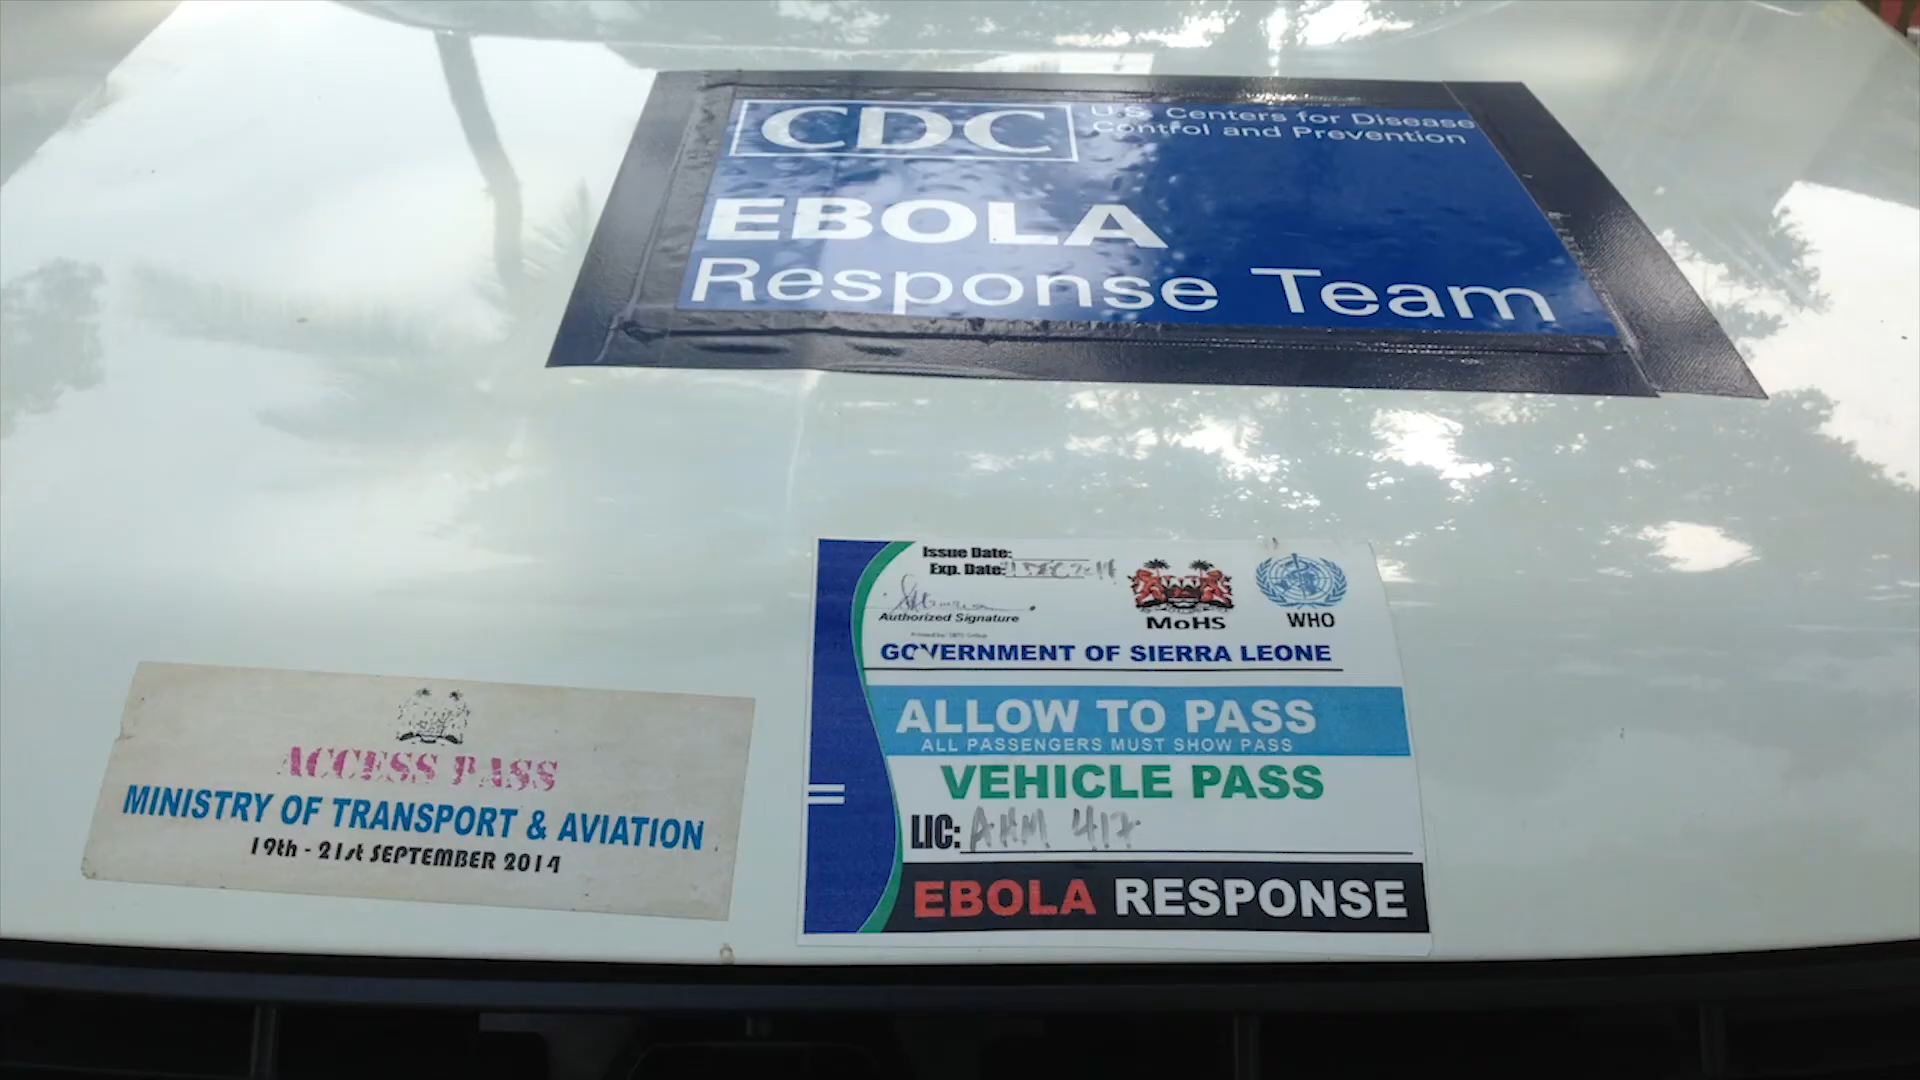 CDC
U.S. Centers for Disease
Control and Prevention
EBOLA
Response Team
Issue Date:
Exp. Date:
Authorized Signature
MoHS
WHO
GOVERNMENT OF SIERRA LEONE
ALLOW TO PASS
ALL PASSENGERS MUST SHOW PASS
VEHICLE PASS
LIC: AHM 417
EBOLA RESPONSE
ACCESS PASS
MINISTRY OF TRANSPORT & AVIATION
19th - 21st SEPTEMBER 2014